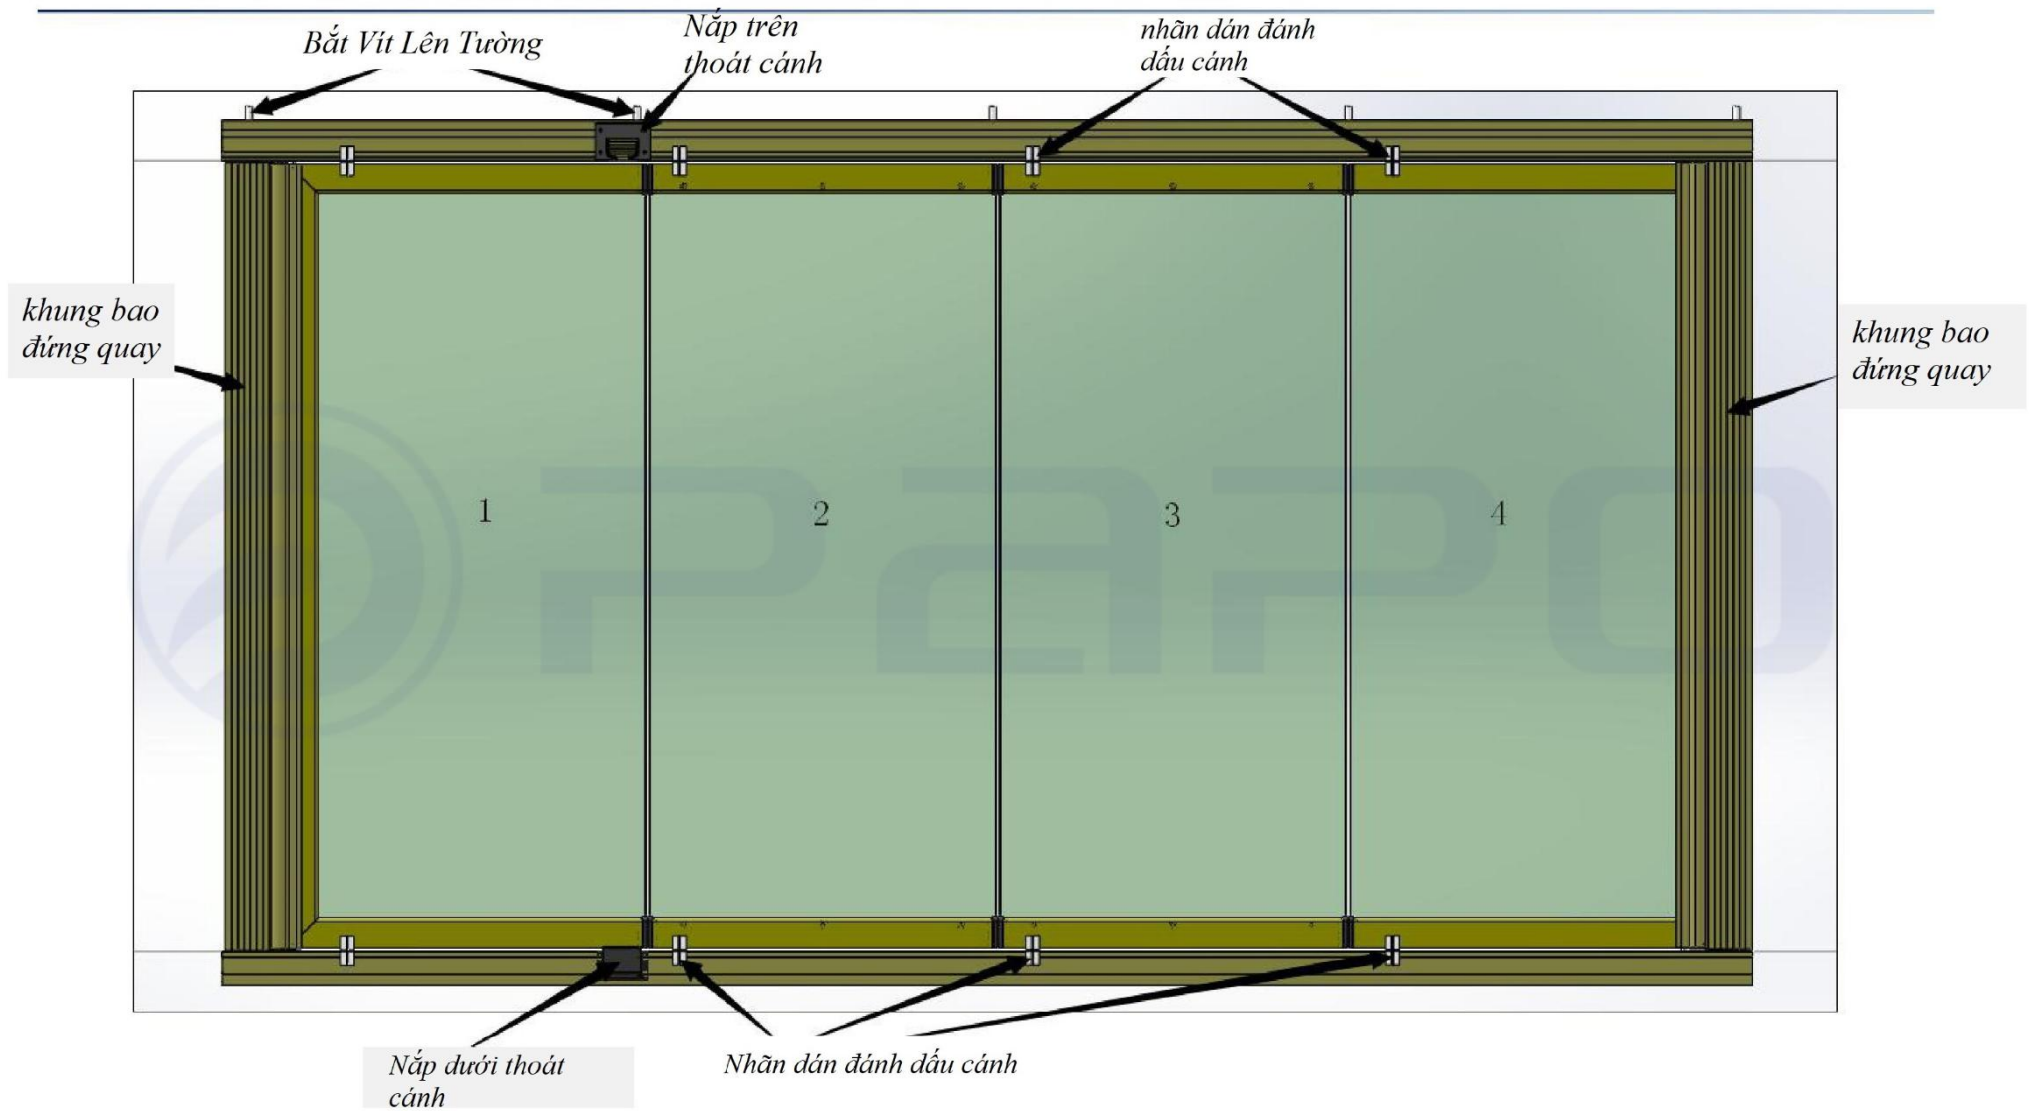 Bắt Vít Lên Tường
Nắp trên
thoát cánh
nhãn dán đánh
dấu cánh
khung bao
đứng quay
khung bao
đứng quay
1
2
3
4
PAPO
Nắp dưới thoát
cánh
Nhãn dán đánh dấu cánh